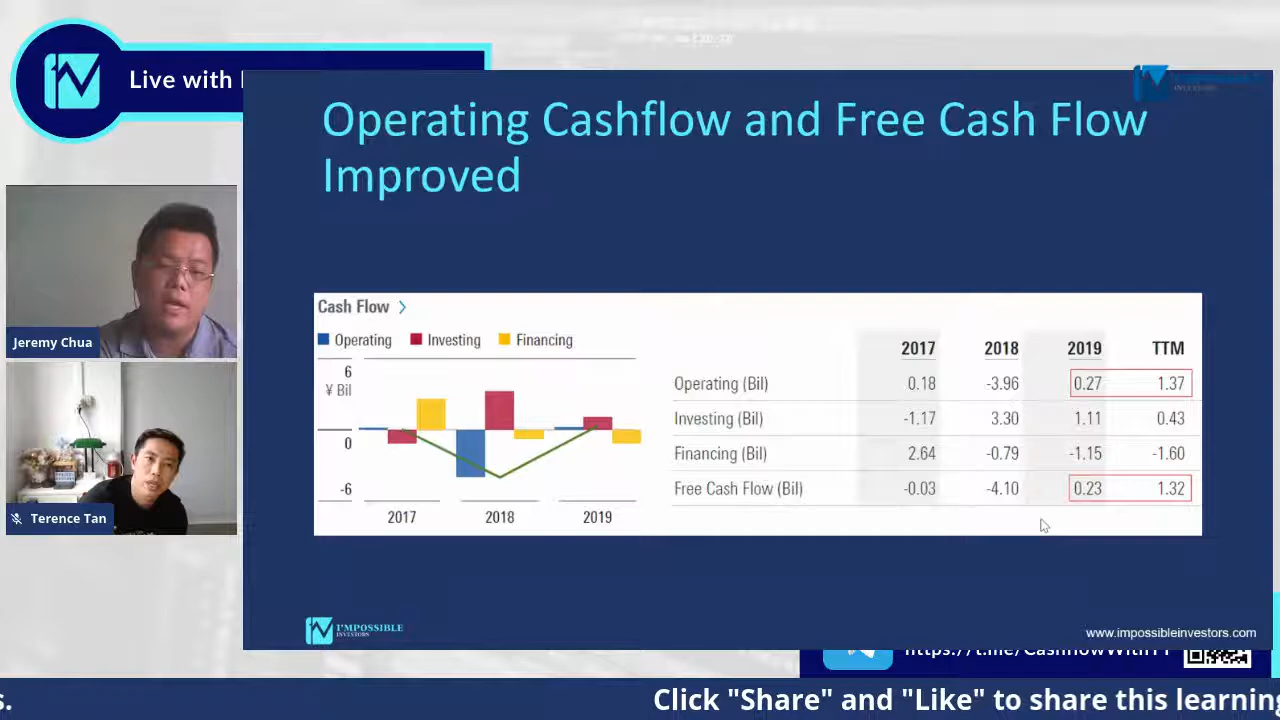 Live with
Operating Cashflow and Free Cash Flow
Improved
Cash Flow
Operating Investing Financing
6
¥ Bil
0
-6
2017 2018 2019
2017 2018 2019 TTM
Operating (Bil) 0.18 -3.96 0.27 1.37
Investing (Bil) -1.17 3.30 1.11 0.43
Financing (Bil) 2.64 -0.79 -1.15 -1.60
Free Cash Flow (Bil) -0.03 -4.10 0.23 1.32
Jeremy Chua
Terence Tan
I'MPOSSIBLE
INVESTORS
www.impossibleinvestors.com
s.
Click "Share" and "Like" to share this learning